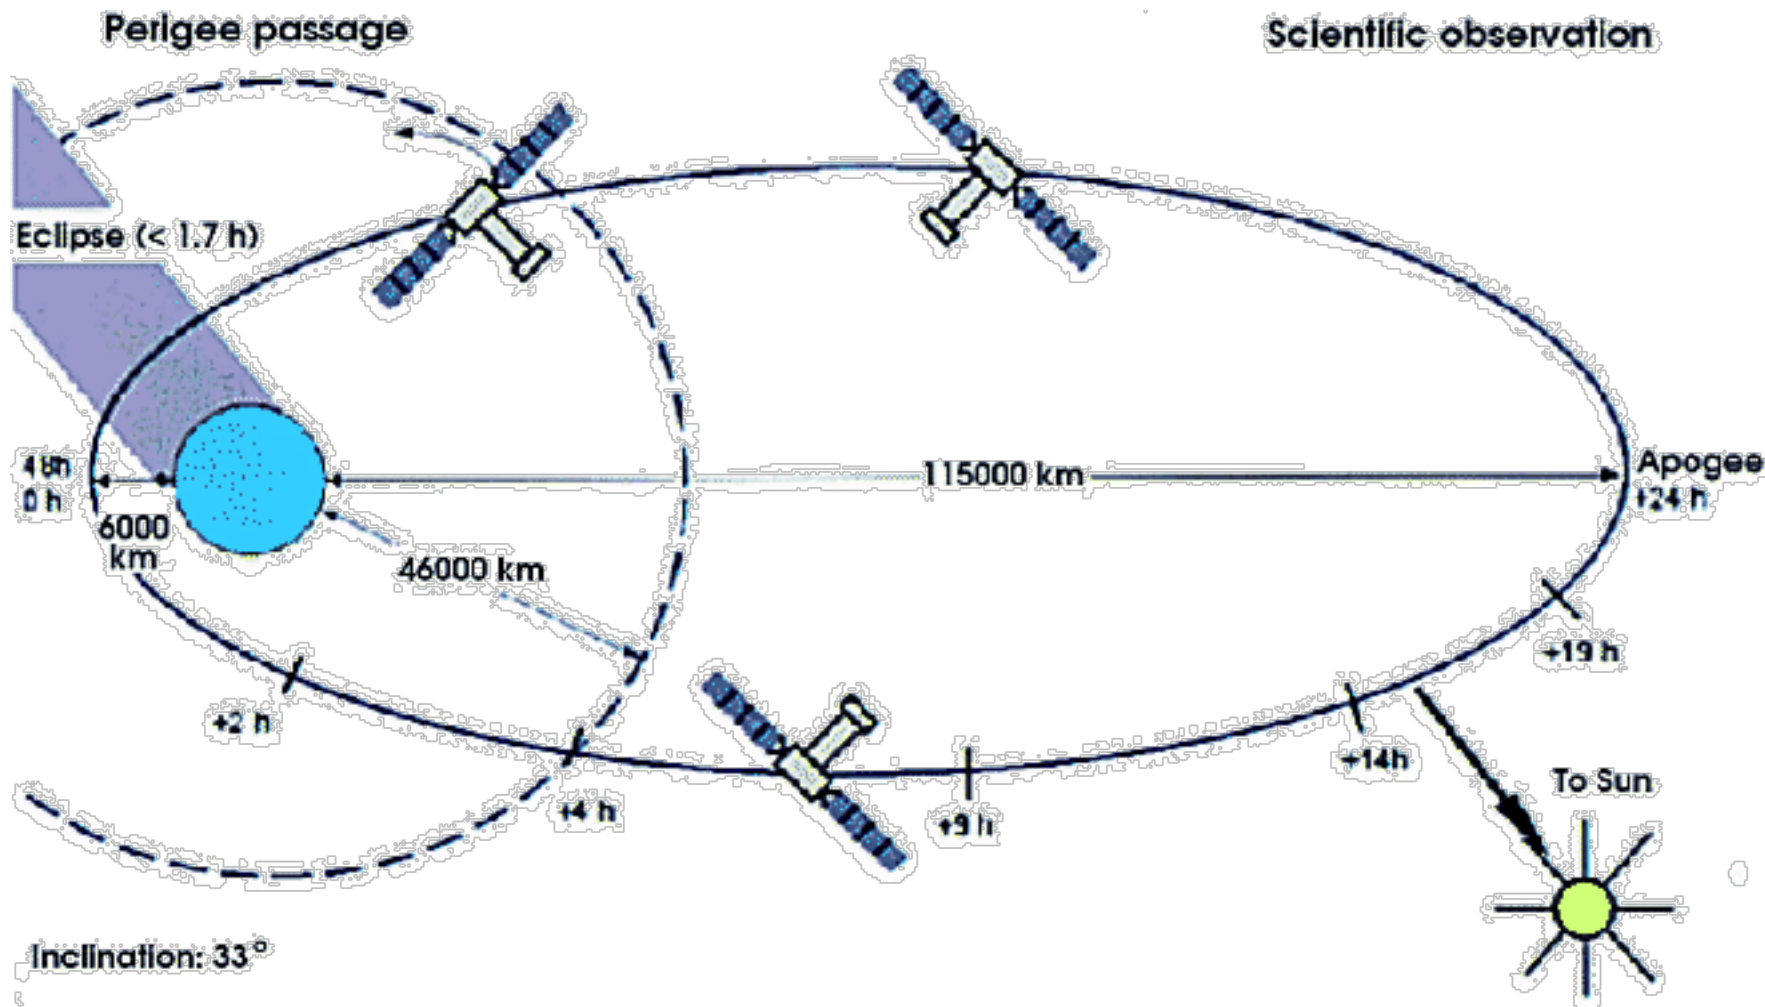 Perigee passage
Scientific observation
Eclipse (< 1.7 h)
48h
0 h
6000
km
115000 km
Apogee
+24 h
46000 km
+2 h
+4 h
+9 h
+14h
+19 h
To Sun
Inclination: 33°